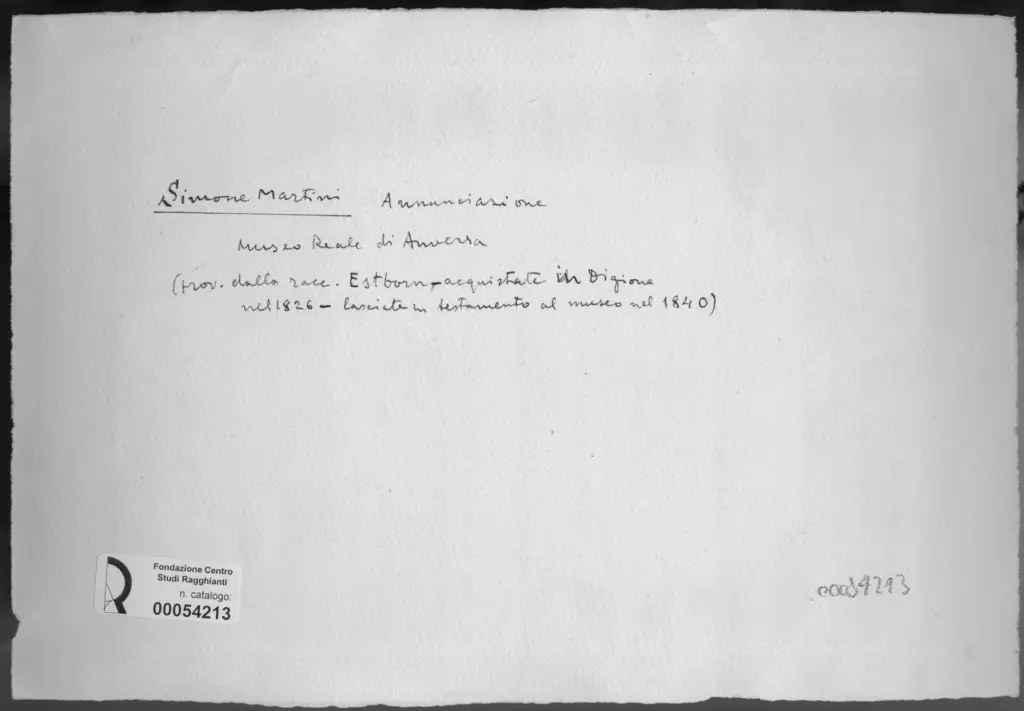 Simone Martini Annunciazione
Museo Reale di Anversa
(prov. dalla racc. Estborn, acquistate in Digione
nel 1826 – lasciate in testamento al museo nel 1840)
Fondazione Centro
Studi Ragghianti
n. catalogo:
00054213
00054213